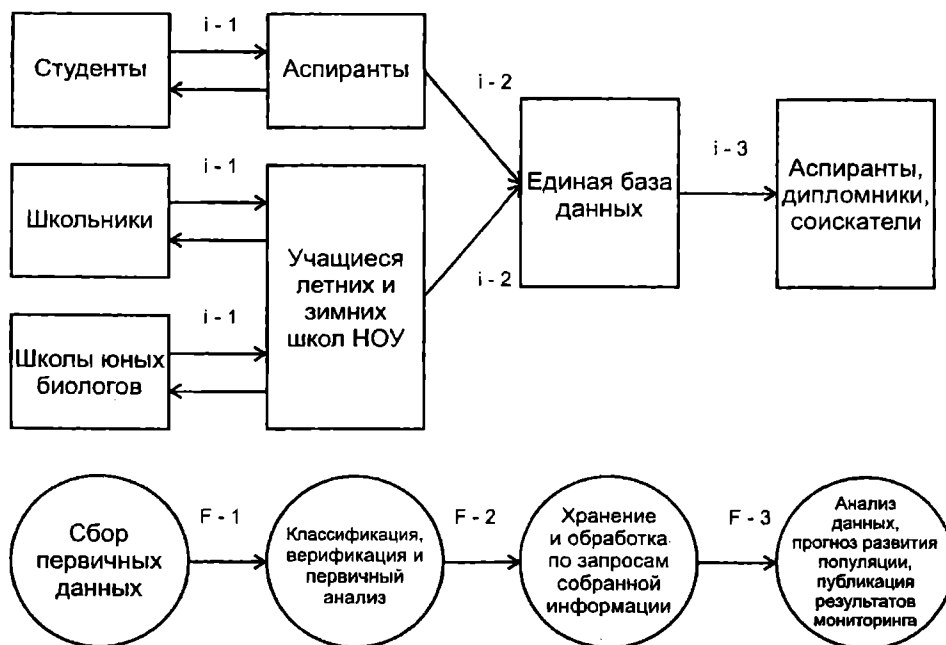 i - 1
Студенты
Аспиранты
i - 2
i - 1
Школьники
Единая база
данных
i - 3
Аспиранты,
дипломники,
соискатели
Учащиеся
летних и
зимних
школ НОУ
i - 2
i - 1
Школы юных
биологов
Сбор
первичных
данных
F - 1
Классификация,
верификация и
первичный
анализ
F - 2
Хранение
и обработка
по запросам
собранной
информации
F - 3
Анализ
данных,
прогноз развития
популяции,
публикация
результатов
мониторинга